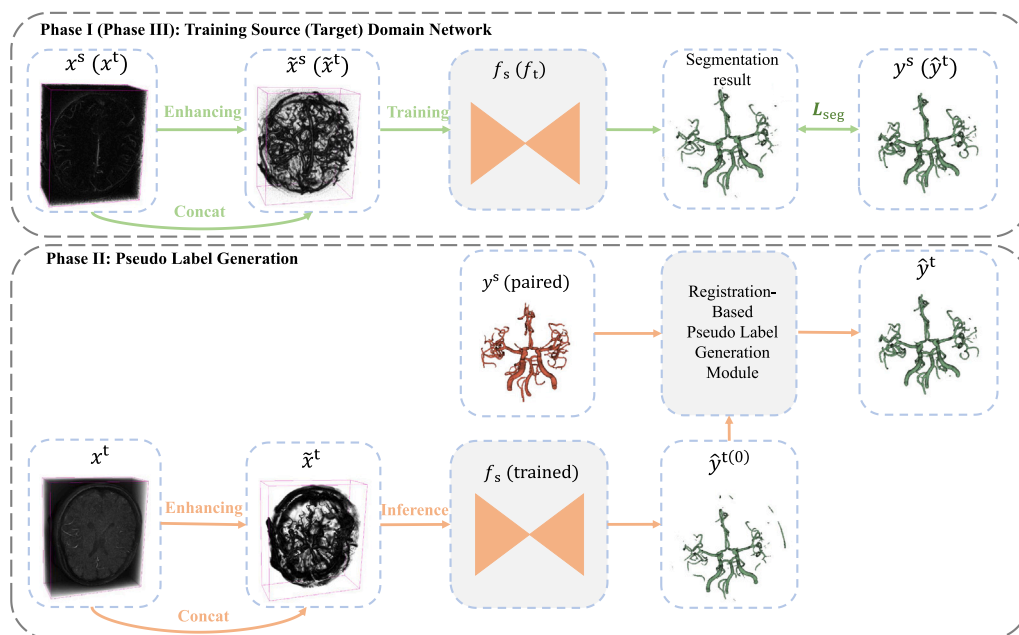 Phase I (Phase III): Training Source (Target) Domain Network
xˢ (xᵗ)
x̃ˢ (x̃ᵗ)
fₛ (fₜ)
Segmentation
result
yˢ (ŷᵗ)
Enhancing
Training
L_seg
Concat
Phase II: Pseudo Label Generation
yˢ (paired)
Registration-
Based
Pseudo Label
Generation
Module
ŷᵗ
xᵗ
x̃ᵗ
fₛ (trained)
ŷᵗ⁽⁰⁾
Enhancing
Inference
Concat